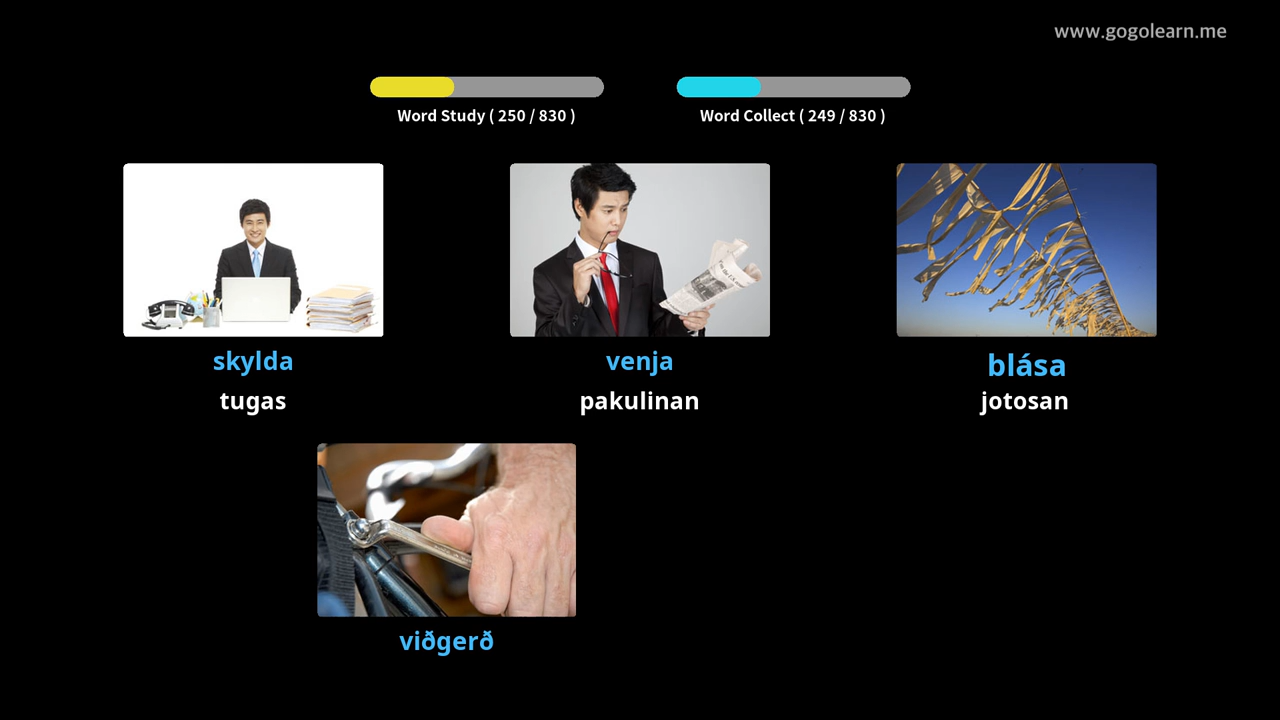 www.gogolearn.me
Word Study ( 250 / 830 )
Word Collect ( 249 / 830 )
skylda
tugas
venja
pakulinan
blása
jotosan
viðgerð